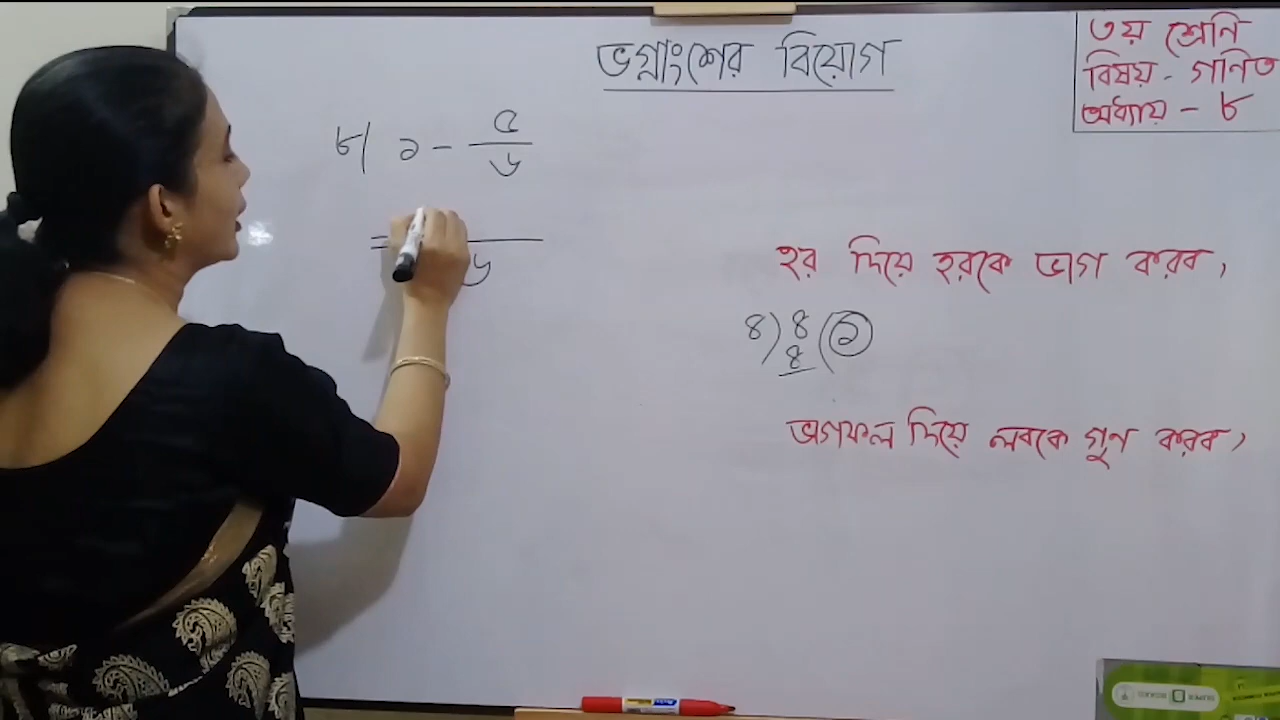 ভগ্নাংশের বিয়োগ
৩য় শ্রেনি
বিষয় - গনিত
অধ্যায় - ৮
৮| ১ - ৫/৬
= ৬
হর দিয়ে হরকে ভাগ করব,
৪) ৪ (১
৪
ভাগফল দিয়ে লবকে গুণ করব,